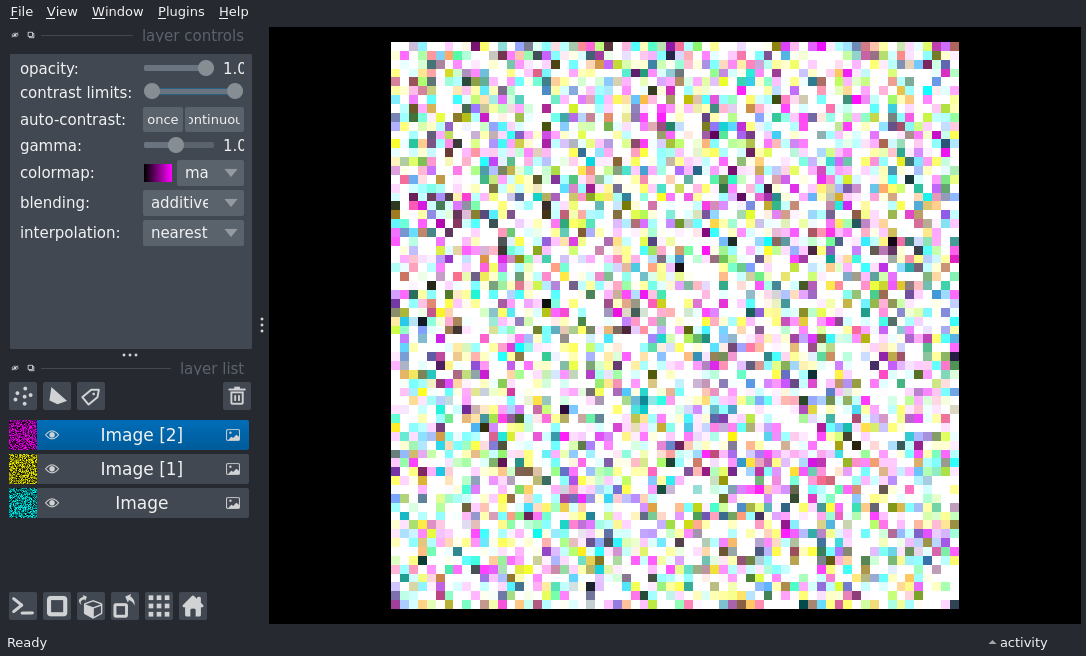 File View Window Plugins Help
layer controls
opacity: 1.0
contrast limits:
auto-contrast: once ontinuou
gamma: 1.0
colormap: ma
blending: additive
interpolation: nearest
layer list
Image [2]
Image [1]
Image
Ready activity